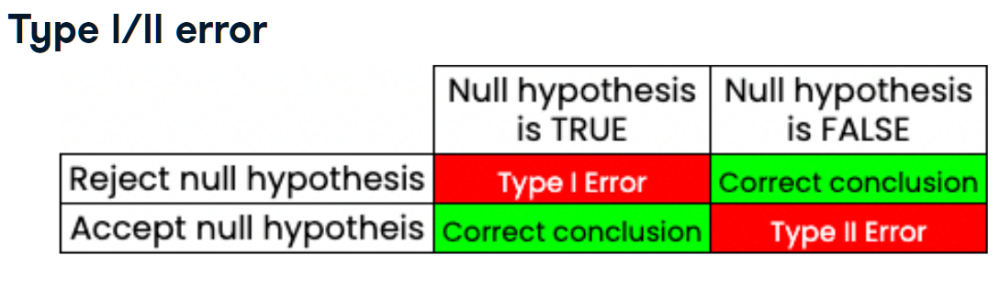 Type I/II error
Null hypothesis
is TRUE
Null hypothesis
is FALSE
Reject null hypothesis
Type I Error
Correct conclusion
Accept null hypotheis
Correct conclusion
Type II Error